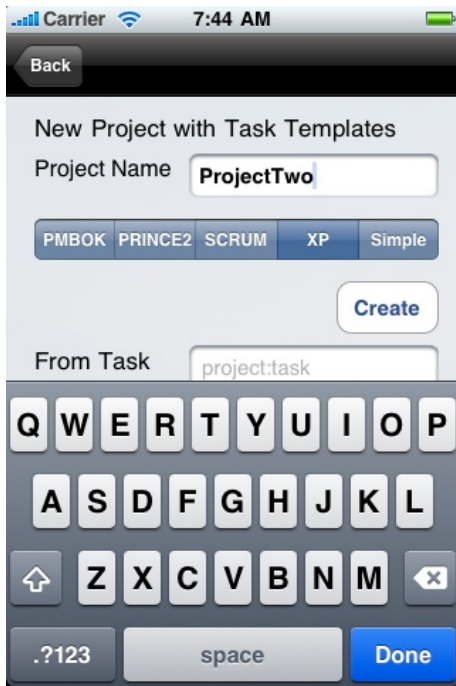 Carrier 7:44 AM
Back
New Project with Task Templates
Project Name ProjectTwo
PMBOK PRINCE2 SCRUM XP Simple
Create
From Task project:task
Q W E R T Y U I O P
A S D F G H J K L
Z X C V B N M
.?123 space Done